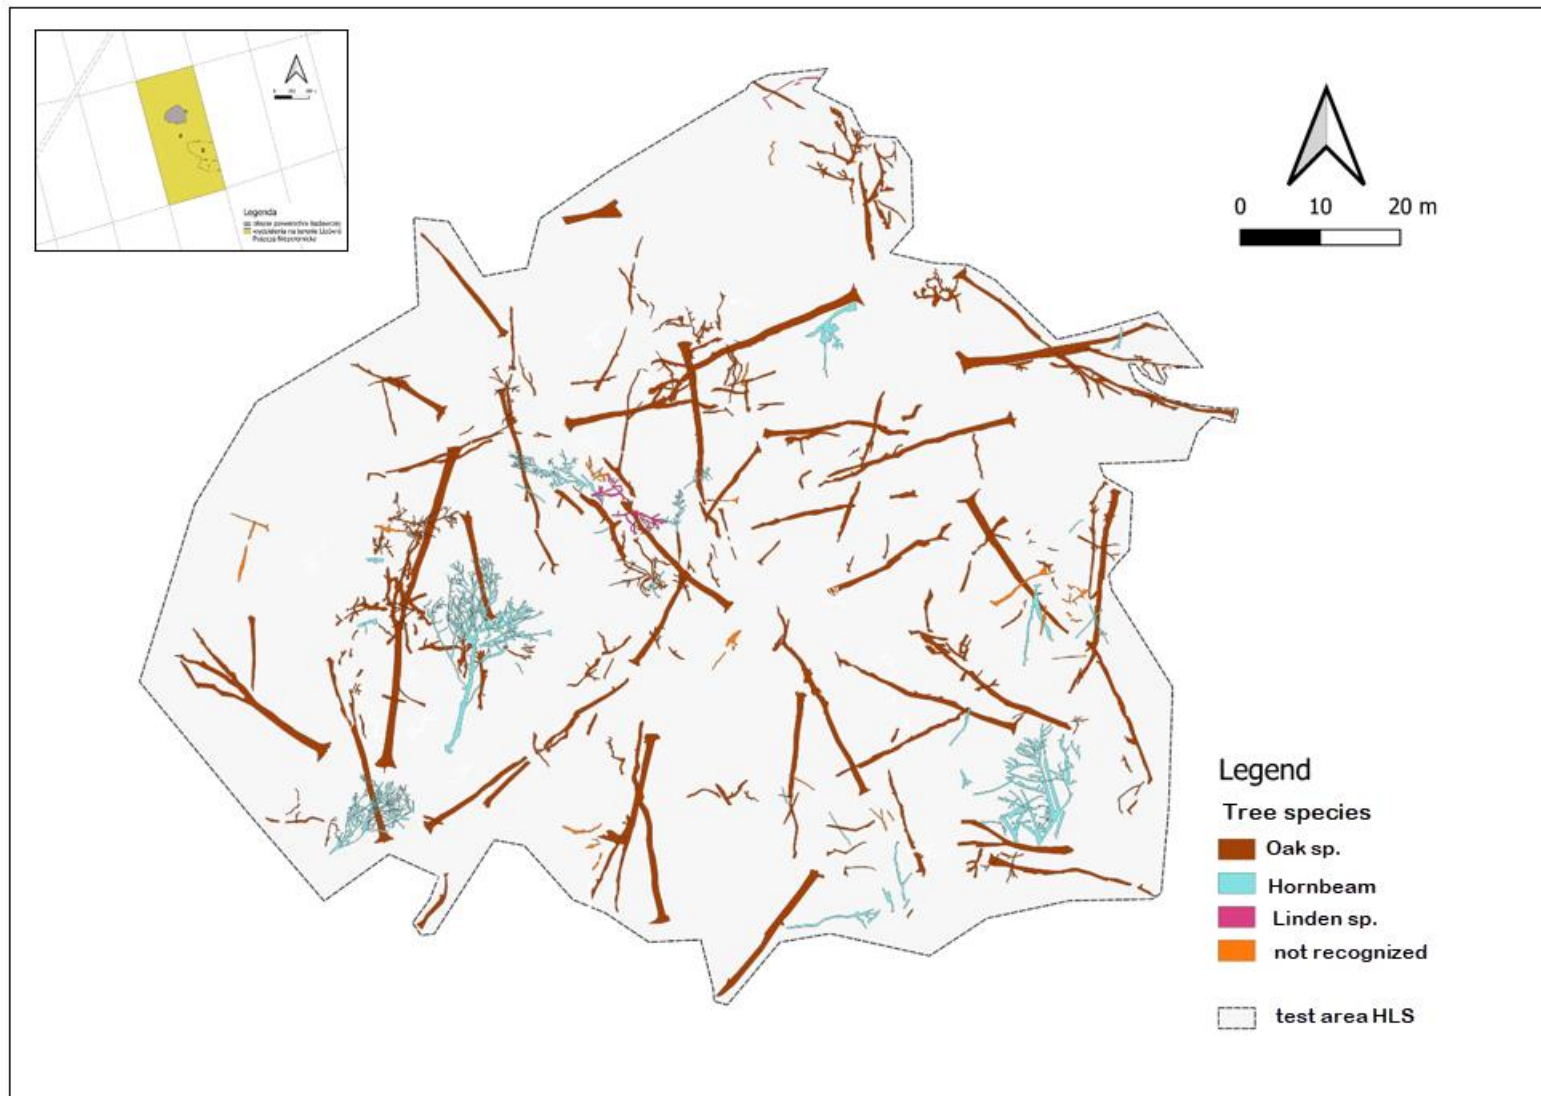 Legenda
0 10 20 m
Legend
Tree species
Oak sp.
Hornbeam
Linden sp.
not recognized
test area HLS